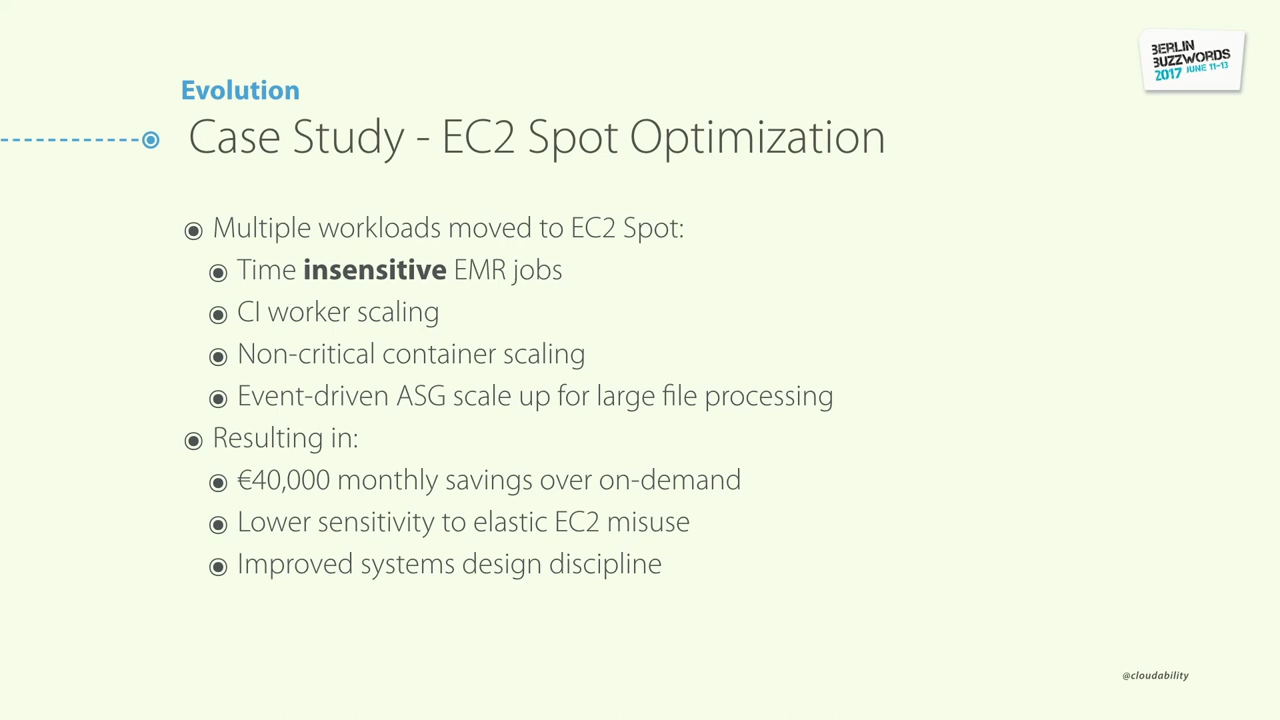 BERLIN
BUZZWORDS
2017 JUNE 11-13
Evolution
Case Study - EC2 Spot Optimization
Multiple workloads moved to EC2 Spot:
Time insensitive EMR jobs
CI worker scaling
Non-critical container scaling
Event-driven ASG scale up for large file processing
Resulting in:
€40,000 monthly savings over on-demand
Lower sensitivity to elastic EC2 misuse
Improved systems design discipline
@cloudability